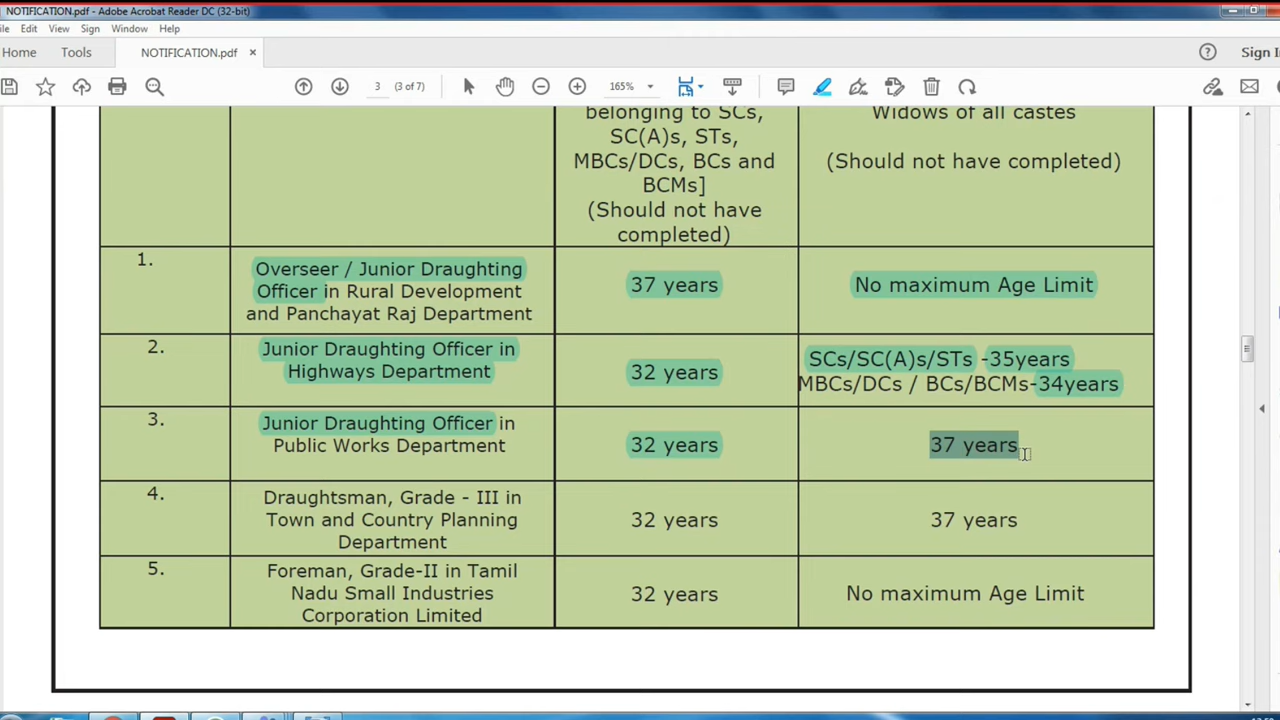 NOTIFICATION.pdf - Adobe Acrobat Reader DC (32-bit)
Edit View Sign Window Help
Home Tools NOTIFICATION.pdf × ? Sign
3 (3 of 7) 165%
belonging to SCs,
SC(A)s, STs,
MBCs/DCs, BCs and
BCMs]
(Should not have
completed)
Widows of all castes
(Should not have completed)
1.
Overseer / Junior Draughting
Officer in Rural Development
and Panchayat Raj Department
37 years
No maximum Age Limit
2.
Junior Draughting Officer in
Highways Department
32 years
SCs/SC(A)s/STs -35years
MBCs/DCs / BCs/BCMs-34years
3.
Junior Draughting Officer in
Public Works Department
32 years
37 years
4.
Draughtsman, Grade - III in
Town and Country Planning
Department
32 years
37 years
5.
Foreman, Grade-II in Tamil
Nadu Small Industries
Corporation Limited
32 years
No maximum Age Limit